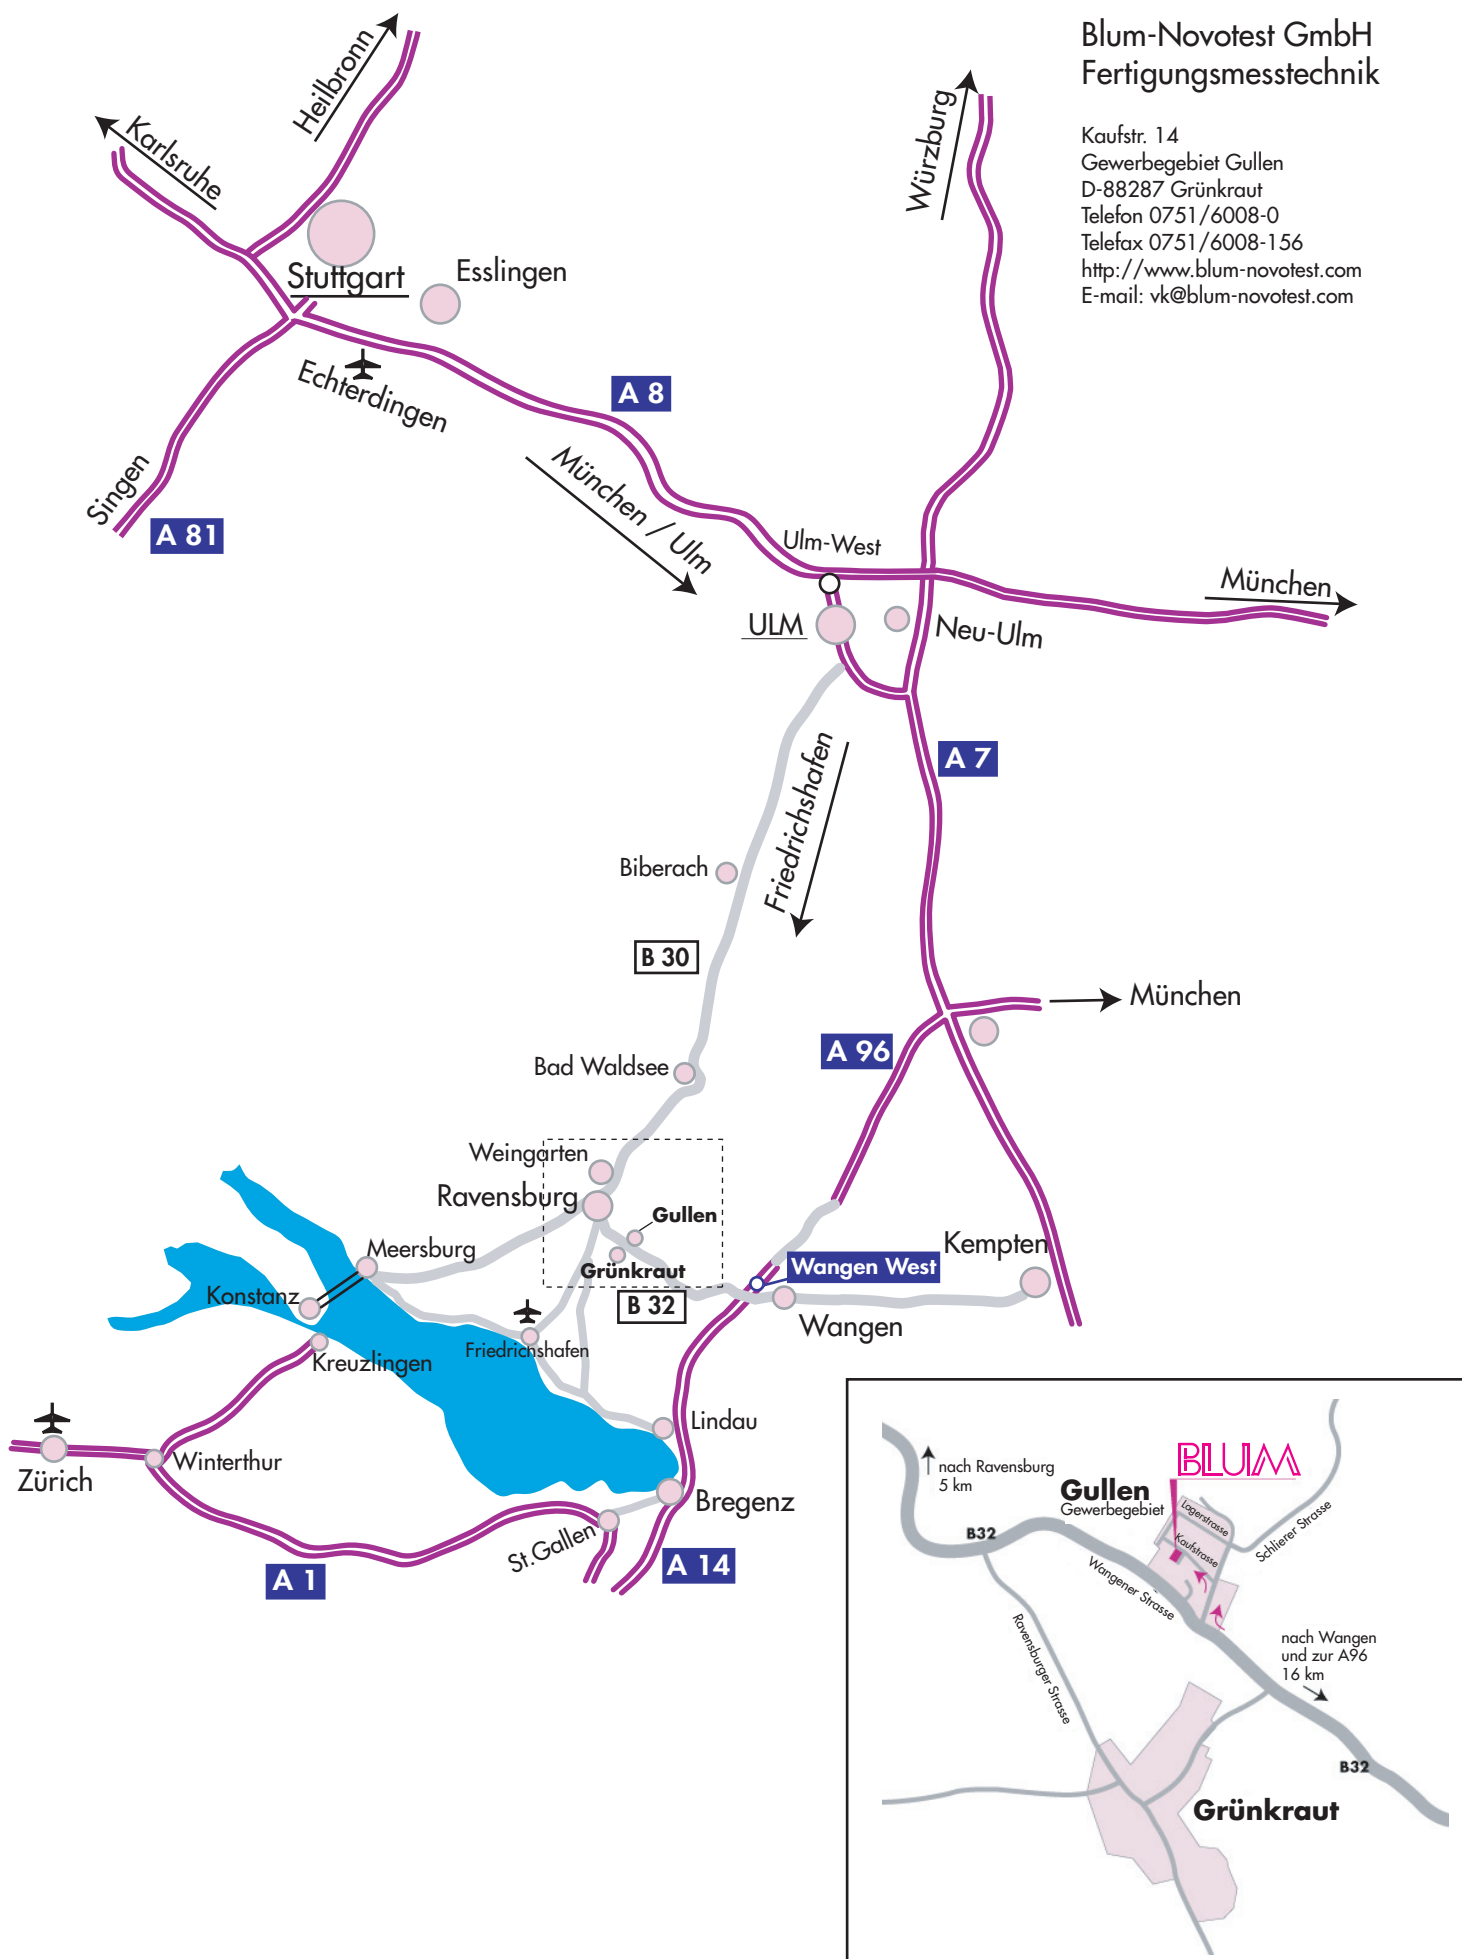 Blum-Novotest GmbH
Fertigungsmesstechnik
Kaufstr. 14
Gewerbegebiet Gullen
D-88287 Grünkraut
Telefon 0751/6008-0
Telefax 0751/6008-156
http://www.blum-novotest.com
E-mail: vk@blum-novotest.com
Heilbronn
Karlsruhe
Würzburg
Stuttgart
Esslingen
Echterdingen
A 8
Singen
A 81
München / Ulm
Ulm-West
München
ULM
Neu-Ulm
A 7
Friedrichshafen
Biberach
B 30
München
A 96
Bad Waldsee
Weingarten
Ravensburg
Gullen
Grünkraut
Meersburg
Kempten
Wangen West
Konstanz
B 32
Wangen
Friedrichshafen
Kreuzlingen
Lindau
Winterthur
Zürich
Bregenz
St.Gallen
A 1
A 14
BLUM
nach Ravensburg
5 km
Gullen
Gewerbegebiet
Lagerstrasse
Kaufstrasse
Schlierer Strasse
B32
Wangener Strasse
Ravensburger Strasse
nach Wangen
und zur A96
16 km
B32
Grünkraut